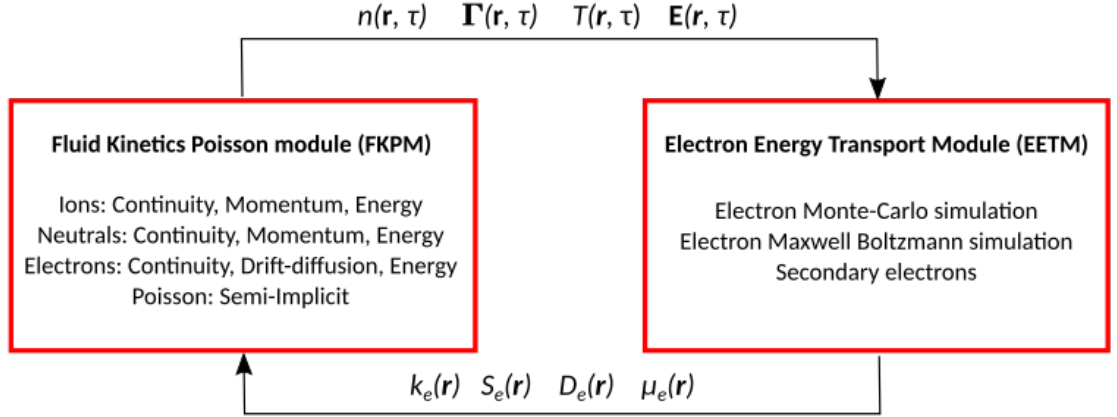 n(r, τ) Γ(r, τ) T(r, τ) E(r, τ)
Fluid Kinetics Poisson module (FKPM)
Ions: Continuity, Momentum, Energy
Neutrals: Continuity, Momentum, Energy
Electrons: Continuity, Drift-diffusion, Energy
Poisson: Semi-Implicit
Electron Energy Transport Module (EETM)
Electron Monte-Carlo simulation
Electron Maxwell Boltzmann simulation
Secondary electrons
kₑ(r) Sₑ(r) Dₑ(r) μₑ(r)